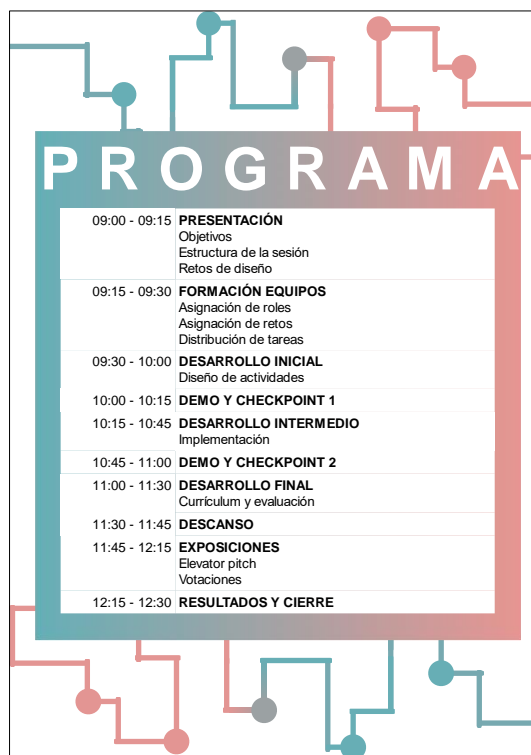 PROGRAMA
09:00 - 09:15 PRESENTACIÓN
Objetivos
Estructura de la sesión
Retos de diseño
09:15 - 09:30 FORMACIÓN EQUIPOS
Asignación de roles
Asignación de retos
Distribución de tareas
09:30 - 10:00 DESARROLLO INICIAL
Diseño de actividades
10:00 - 10:15 DEMO Y CHECKPOINT 1
10:15 - 10:45 DESARROLLO INTERMEDIO
Implementación
10:45 - 11:00 DEMO Y CHECKPOINT 2
11:00 - 11:30 DESARROLLO FINAL
Currículum y evaluación
11:30 - 11:45 DESCANSO
11:45 - 12:15 EXPOSICIONES
Elevator pitch
Votaciones
12:15 - 12:30 RESULTADOS Y CIERRE